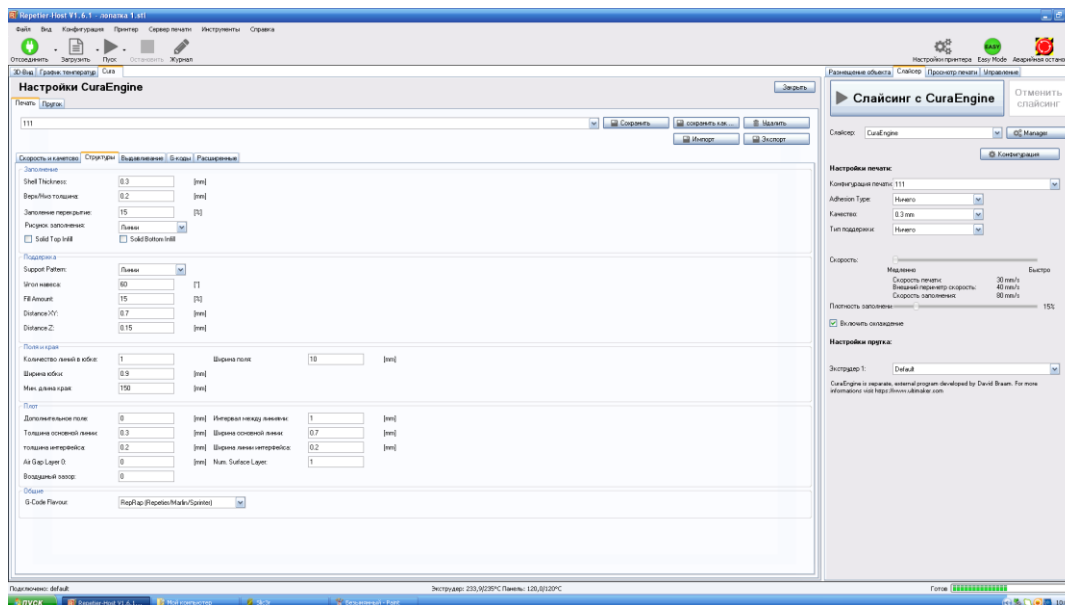 Repetier-Host V1.6.1 - лопатка 1.stl
Файл Вид Конфигурация Принтер Сервер печати Инструменты Справка
Отсоединить Загрузить Пуск Остановить Журнал Настройки принтера Easy Mode Аварийная остано
EASY
3D-Вид График температур Cura Размещение объекта Слайсер Просмотр печати Управление
Настройки CuraEngine Закрыть
Печать Пруток
111
Сохранить сохранить как ... Удалить
Импорт Экспорт
Скорость и качетсво Структуры Выдавливание G-коды Расширенные
Заполнение
Shell Thickness: 0.3 [mm]
Верх/Низ толщина: 0.2 [mm]
Заполение перекрытие: 15 [%]
Рисунок заполнения: Линии
Solid Top Infill Solid Bottom Infill
Поддержка
Support Pattern: Линии
Угол навеса: 60 [°]
Fill Amount: 15 [%]
Distance XY: 0.7 [mm]
Distance Z: 0.15 [mm]
Поля и края
Количество линий в юбке: 1 Ширина поля: 10 [mm]
Ширина юбки: 0.9 [mm]
Мин. длина края: 150 [mm]
Плот
Дополнительное поле: 0 [mm] Интервал между линиями: 1 [mm]
Толщина основной линии: 0.3 [mm] Ширина основной линии: 0.7 [mm]
толщина интерфейса: 0.2 [mm] Ширина линии интерфейса: 0.2 [mm]
Air Gap Layer 0: 0 [mm] Num. Surface Layer: 1
Воздушный зазор: 0
Общие
G-Code Flavour: RepRap (Repetier/Marlin/Sprinter)
Слайсинг с CuraEngine
Отменить
слайсинг
Слайсер: CuraEngine Manager
Конфигурация
Настройки печати:
Конфигурация печати: 111
Adhesion Type: Ничего
Качество: 0.3 mm
Тип поддержки: Ничего
Скорость:
Медленно Быстро
Скорость печати: 30 mm/s
Внешний периметр скорость: 40 mm/s
Скорость заполнения: 80 mm/s
Плотность заполнени 15%
Включить охлаждение
Настройки прутка:
Экструдер 1: Default
CuraEngine is separate, external program developed by David Braam. For more
informations visit https://www.ultimaker.com
Подключено: default Экструдер: 233,9/235°C Панель: 120,0/120°C Готов
пуск Repetier-Host V1.6.1... Мой компьютер Slic3r Безымянный - Paint